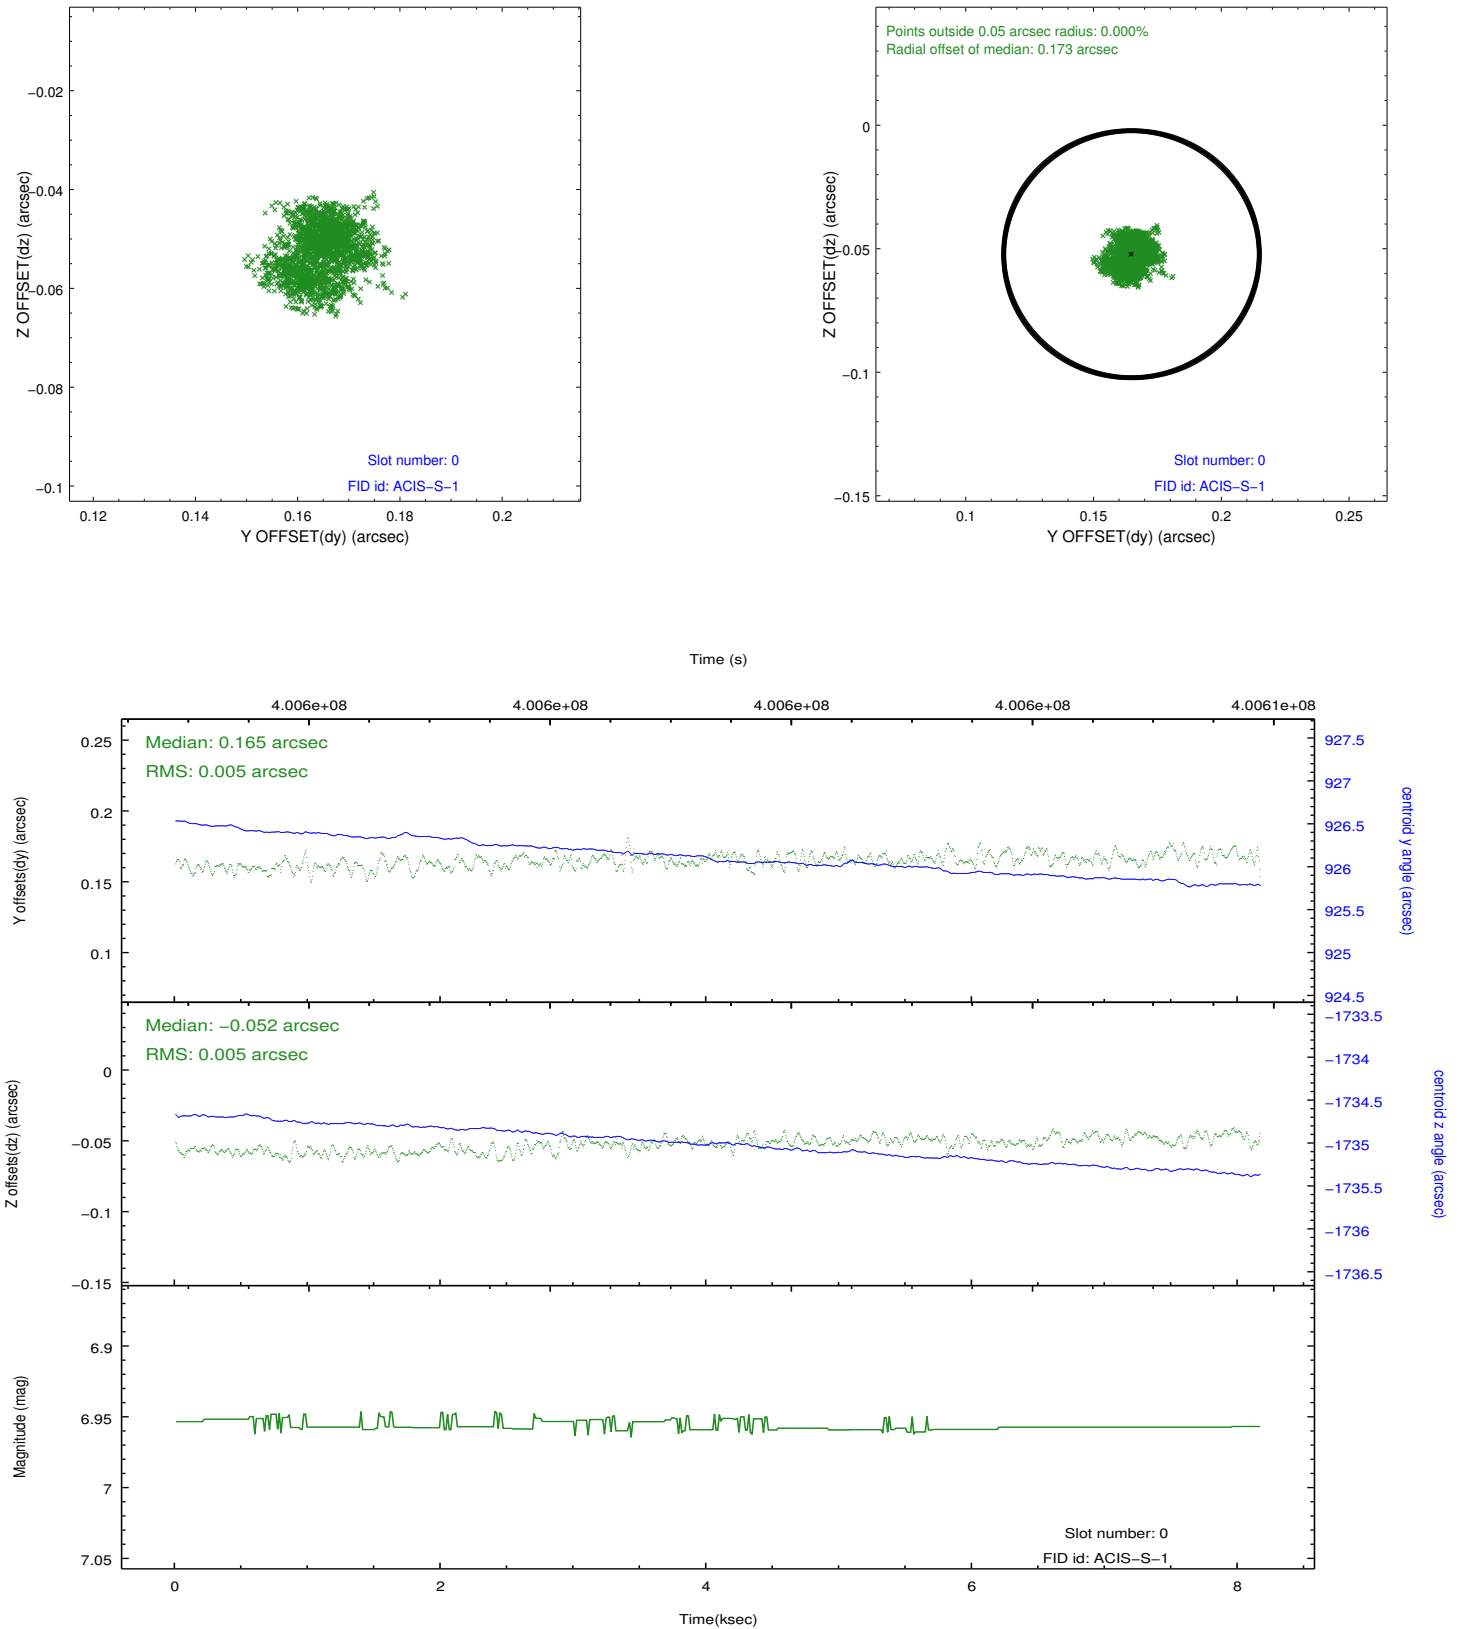 −0.02
−0.04
−0.06
−0.08
−0.1
Z OFFSET(dz) (arcsec)
Slot number: 0
FID id: ACIS−S−1
0.12 0.14 0.16 0.18 0.2
Y OFFSET(dy) (arcsec)
Points outside 0.05 arcsec radius: 0.000%
Radial offset of median: 0.173 arcsec
0
−0.05
−0.1
−0.15
Z OFFSET(dz) (arcsec)
Slot number: 0
FID id: ACIS−S−1
0.1 0.15 0.2 0.25
Y OFFSET(dy) (arcsec)
Time (s)
4.006e+08 4.006e+08 4.006e+08 4.006e+08 4.0061e+08
Median: 0.165 arcsec
RMS: 0.005 arcsec
0.25
0.2
0.15
0.1
Y offsets(dy) (arcsec)
927.5
927
926.5
926
925.5
925
924.5
centroid y angle (arcsec)
Median: −0.052 arcsec
RMS: 0.005 arcsec
0
−0.05
−0.1
−0.15
Z offsets(dz) (arcsec)
−1733.5
−1734
−1734.5
−1735
−1735.5
−1736
−1736.5
centroid z angle (arcsec)
6.9
6.95
7
7.05
Magnitude (mag)
Slot number: 0
FID id: ACIS−S−1
0 2 4 6 8
Time(ksec)